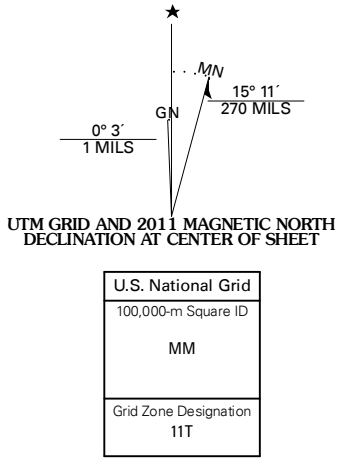 MN
15° 11´
270 MILS
GN
0° 3´
1 MILS
UTM GRID AND 2011 MAGNETIC NORTH
DECLINATION AT CENTER OF SHEET
U.S. National Grid
100,000-m Square ID
MM
Grid Zone Designation
11T